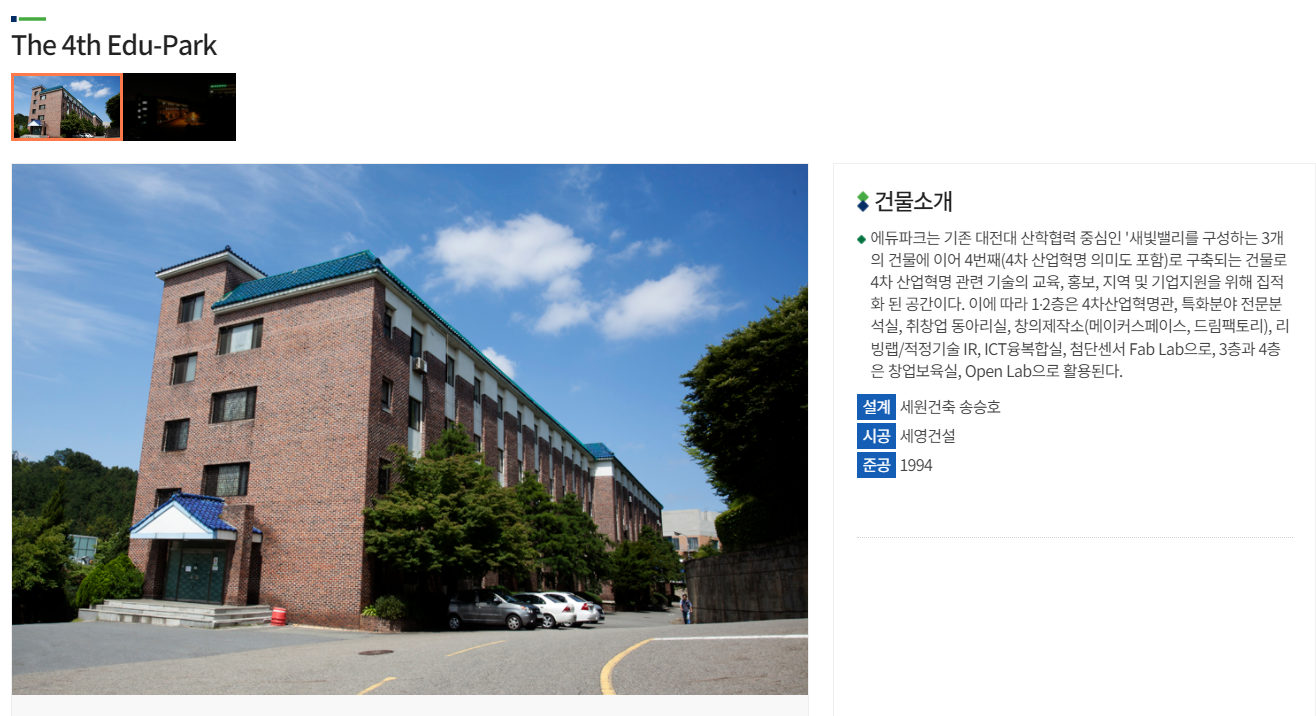 The 4th Edu-Park
건물소개
에듀파크는 기존 대전대 산학협력 중심인 '새빛밸리를 구성하는 3개
의 건물에 이어 4번째(4차 산업혁명 의미도 포함)로 구축되는 건물로
4차 산업혁명 관련 기술의 교육, 홍보, 지역 및 기업지원을 위해 집적
화 된 공간이다. 이에 따라 1·2층은 4차산업혁명관, 특화분야 전문분
석실, 취창업 동아리실, 창의제작소(메이커스페이스, 드림팩토리), 리
빙랩/적정기술 IR, ICT융복합실, 첨단센서 Fab Lab으로, 3층과 4층
은 창업보육실, Open Lab으로 활용된다.
설계 세원건축 송승호
시공 세영건설
준공 1994